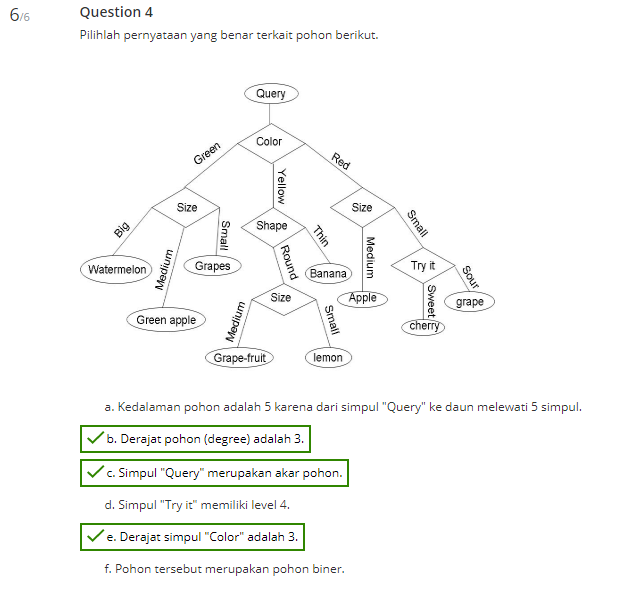 6/6
Question 4
Pilihlah pernyataan yang benar terkait pohon berikut.
Query
Color
Green
Yellow
Red
Size
Shape
Size
Big
Medium
Small
Thin
Round
Medium
Small
Watermelon
Grapes
Banana
Try it
Green apple
Size
Apple
Sweet
Sour
grape
cherry
Medium
Small
Grape-fruit
lemon
a. Kedalaman pohon adalah 5 karena dari simpul "Query" ke daun melewati 5 simpul.
b. Derajat pohon (degree) adalah 3.
c. Simpul "Query" merupakan akar pohon.
d. Simpul "Try it" memiliki level 4.
e. Derajat simpul "Color" adalah 3.
f. Pohon tersebut merupakan pohon biner.